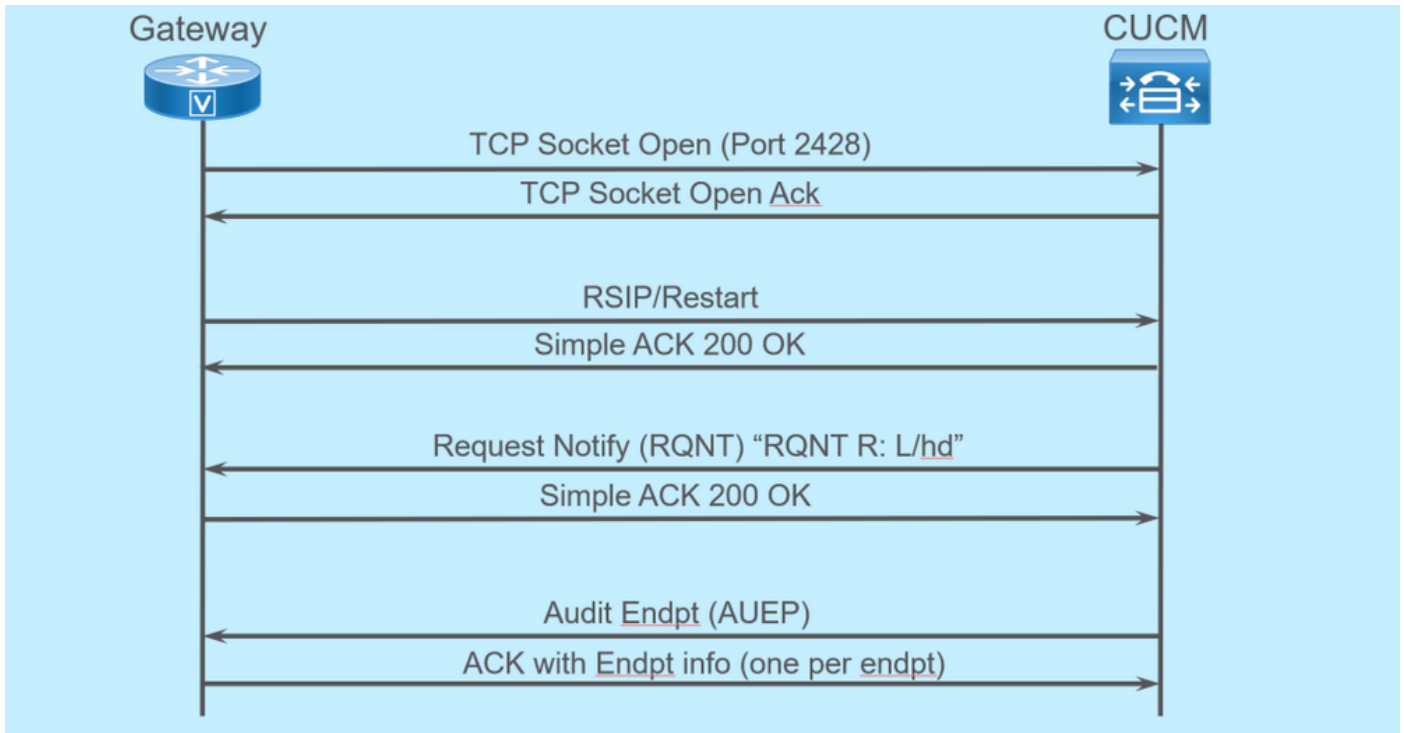 Gateway
CUCM
V
TCP Socket Open (Port 2428)
TCP Socket Open Ack
RSIP/Restart
Simple ACK 200 OK
Request Notify (RQNT) “RQNT R: L/hd”
Simple ACK 200 OK
Audit Endpt (AUEP)
ACK with Endpt info (one per endpt)